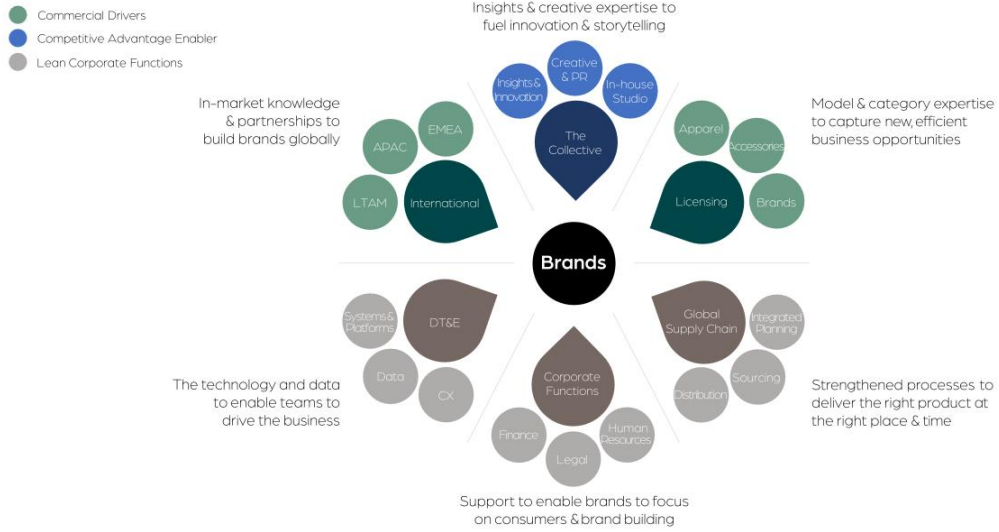 Commercial Drivers
Competitive Advantage Enabler
Lean Corporate Functions
Insights & creative expertise to
fuel innovation & storytelling
Insights &
Innovation
Creative
& PR
In-house
Studio
The
Collective
In-market knowledge
& partnerships to
build brands globally
EMEA
APAC
LTAM
International
Model & category expertise
to capture new, efficient
business opportunities
Apparel
Accessories
Brands
Licensing
Brands
Systems &
Platforms
Data
CX
DT&E
The technology and data
to enable teams to
drive the business
Corporate
Functions
Finance
Legal
Human
Resources
Support to enable brands to focus
on consumers & brand building
Global
Supply Chain
Integrated
Planning
Sourcing
Distribution
Strengthened processes to
deliver the right product at
the right place & time